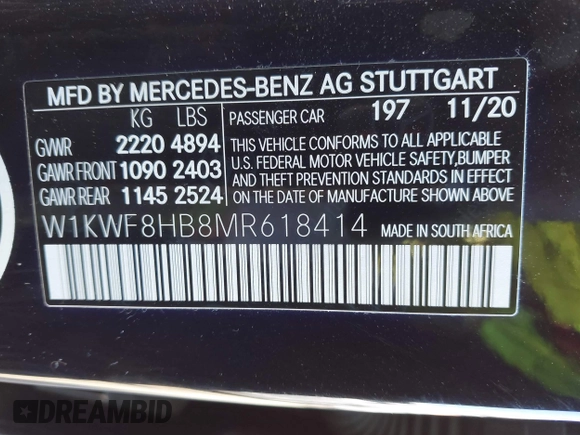 MFD BY MERCEDES-BENZ AG STUTTGART
KG LBS PASSENGER CAR 197 11/20
GVWR 2220 4894 THIS VEHICLE CONFORMS TO ALL APPLICABLE
GAWR FRONT 1090 2403 U.S. FEDERAL MOTOR VEHICLE SAFETY,BUMPER
GAWR REAR 1145 2524 AND THEFT PREVENTION STANDARDS IN EFFECT
ON THE DATE OF MANUFACTURE SHOWN ABOVE.
W1KWF8HB8MR618414 MADE IN SOUTH AFRICA
DREAMBID